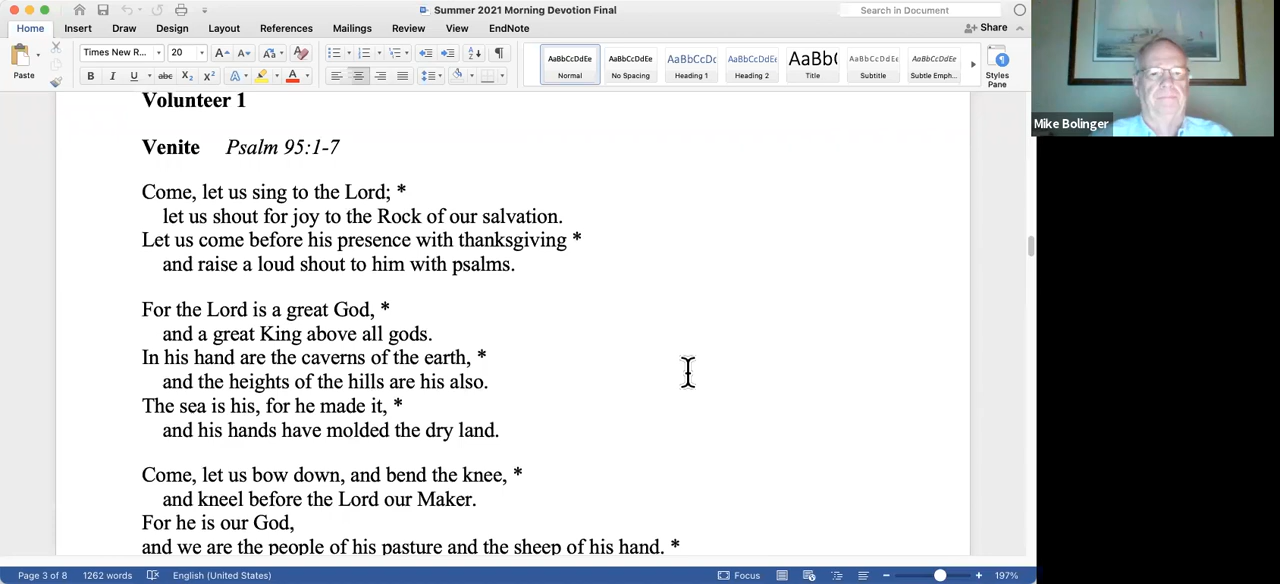 Summer 2021 Morning Devotion Final
Search in Document
Home Insert Draw Design Layout References Mailings Review View EndNote
Share
Paste
Times New R... 20
AaBbCcDdEe AaBbCcDdEe AaBbCcDc AaBbCcDdEe AaBb( AaBbCcDdEe AaBbCcDdEe
Normal No Spacing Heading 1 Heading 2 Title Subtitle Subtle Emph...
Styles
Pane
Mike Bolinger
Volunteer 1
Venite Psalm 95:1-7
Come, let us sing to the Lord; *
let us shout for joy to the Rock of our salvation.
Let us come before his presence with thanksgiving *
and raise a loud shout to him with psalms.
For the Lord is a great God, *
and a great King above all gods.
In his hand are the caverns of the earth, *
and the heights of the hills are his also.
The sea is his, for he made it, *
and his hands have molded the dry land.
Come, let us bow down, and bend the knee, *
and kneel before the Lord our Maker.
For he is our God,
and we are the people of his pasture and the sheep of his hand. *
Page 3 of 8 1262 words English (United States) Focus 197%